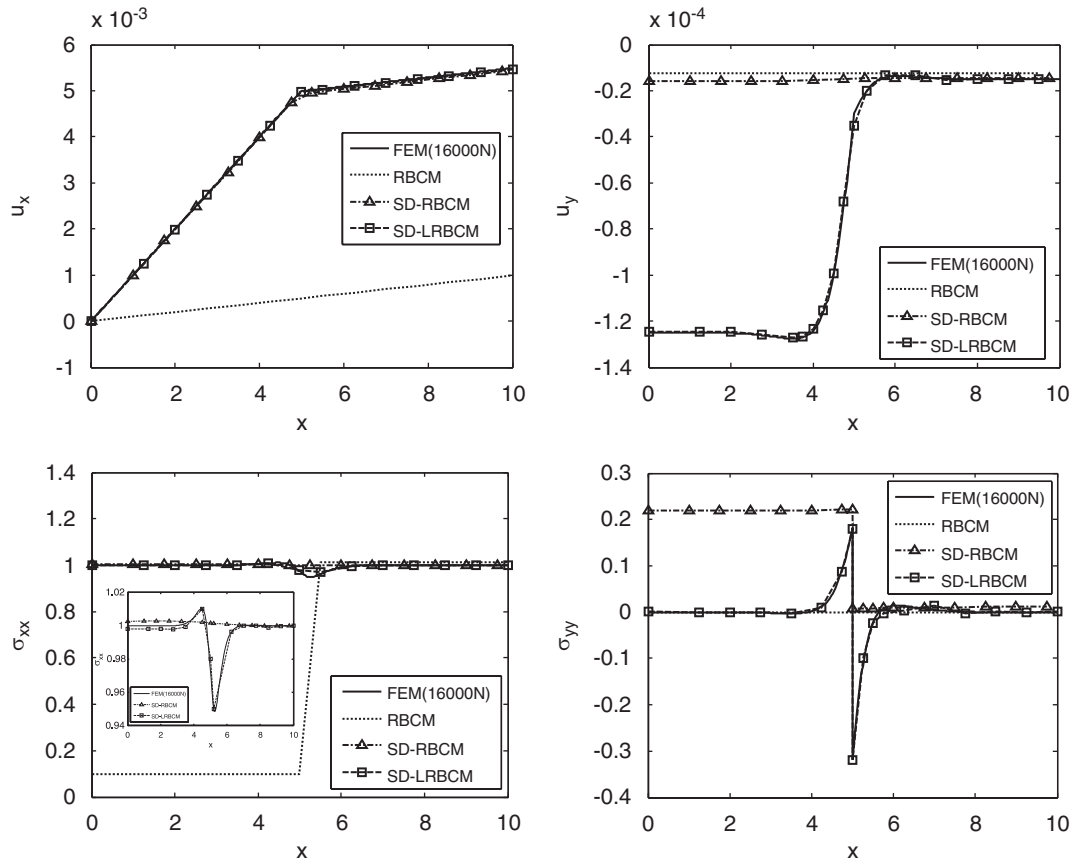 x 10⁻³
6
5
4
3
2
1
0
-1
0 2 4 6 8 10
x
uₓ
FEM(16000N)
RBCM
SD-RBCM
SD-LRBCM
x 10⁻⁴
0
-0.2
-0.4
-0.6
-0.8
-1
-1.2
-1.4
0 2 4 6 8 10
x
u_y
FEM(16000N)
RBCM
SD-RBCM
SD-LRBCM
1.4
1.2
1
0.8
0.6
0.4
0.2
0
0 2 4 6 8 10
x
σₓₓ
1.02
1
0.98
0.96
0.94
0 2 4 6 8 10
x
σₓₓ
FEM(16000N)
SD-RBCM
SD-LRBCM
FEM(16000N)
RBCM
SD-RBCM
SD-LRBCM
0.3
0.2
0.1
0
-0.1
-0.2
-0.3
-0.4
0 2 4 6 8 10
x
σ_yy
FEM(16000N)
RBCM
SD-RBCM
SD-LRBCM